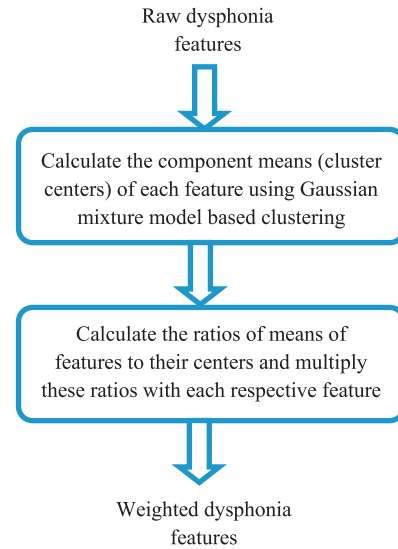 Raw dysphonia
features
Calculate the component means (cluster
centers) of each feature using Gaussian
mixture model based clustering
Calculate the ratios of means of
features to their centers and multiply
these ratios with each respective feature
Weighted dysphonia
features